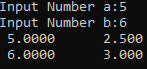 Input Number a:5
Input Number b:6
5.0000 2.500
6.0000 3.000